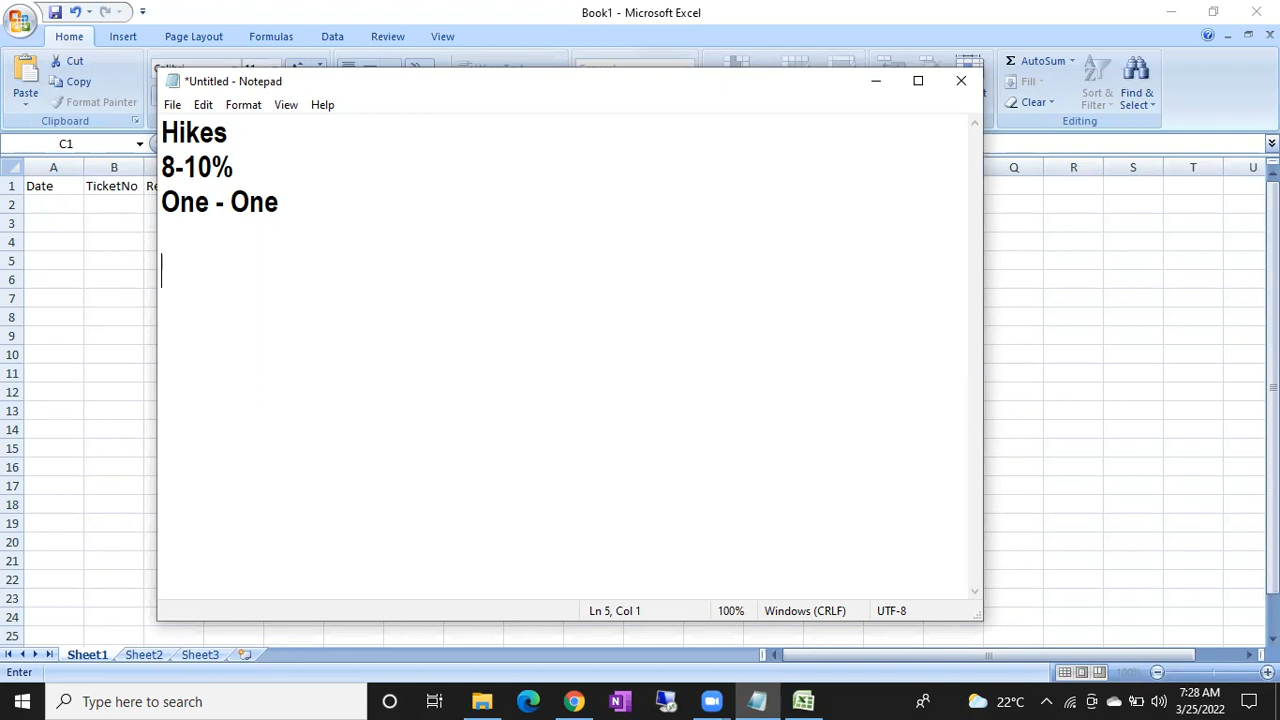 Book1 - Microsoft Excel
Home Insert Page Layout Formulas Data Review View
Paste
Cut
Copy
Format Painter
Clipboard
AutoSum
Fill
Clear
Sort & Filter
Find & Select
Editing
*Untitled - Notepad
File Edit Format View Help
Hikes
8-10%
One - One
Ln 5, Col 1 100% Windows (CRLF) UTF-8
C1
A B Q R S T U
1 Date TicketNo Re
2
3
4
5
6
7
8
9
10
11
12
13
14
15
16
17
18
19
20
21
22
23
24
25
Sheet1 Sheet2 Sheet3
Enter 100%
Type here to search
22°C
7:28 AM
3/25/2022